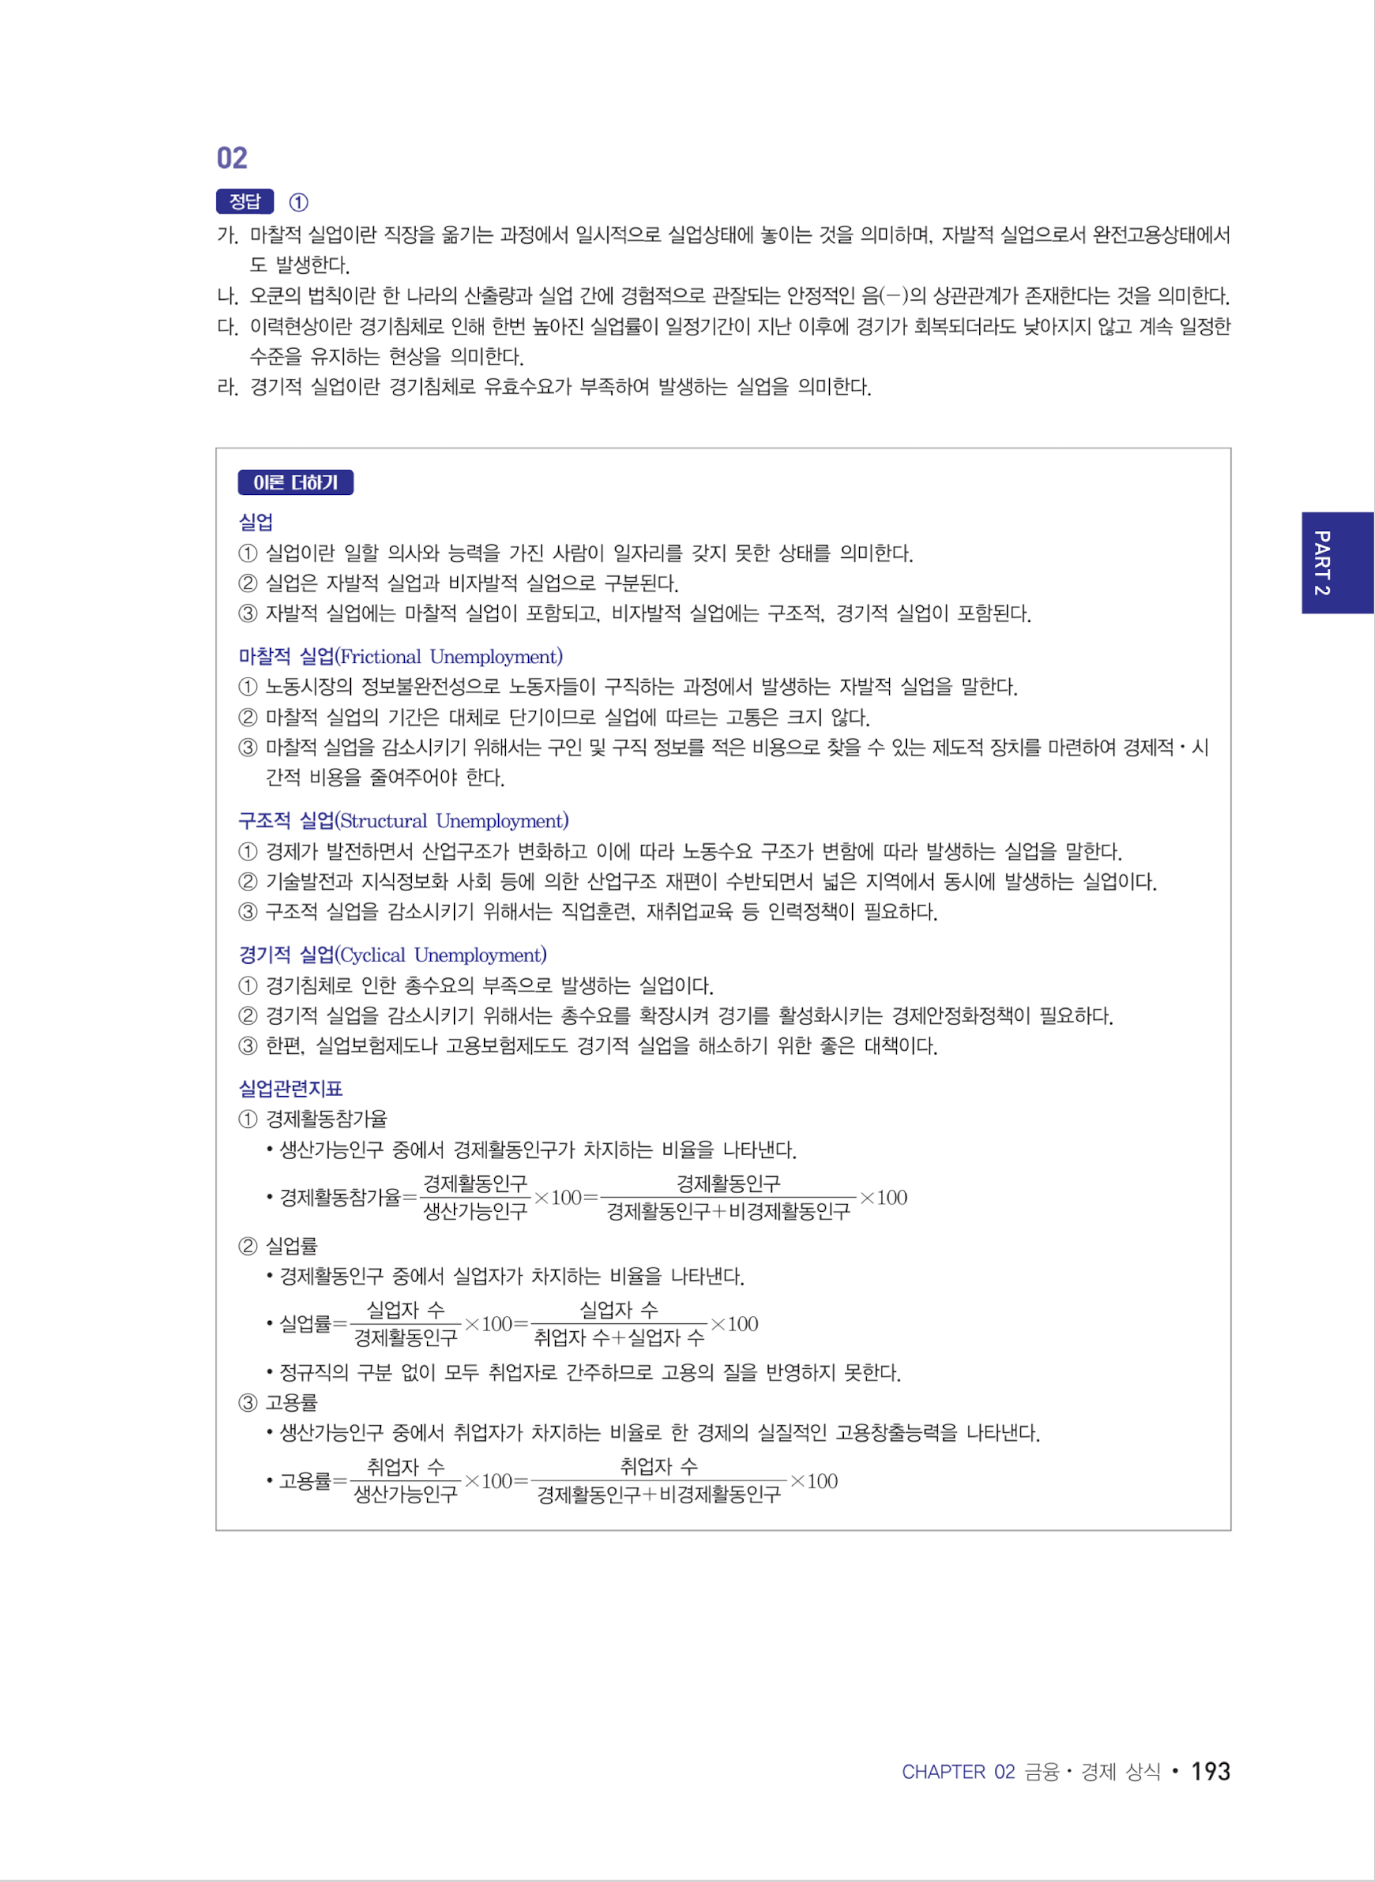 02
정답 ①
가. 마찰적 실업이란 직장을 옮기는 과정에서 일시적으로 실업상태에 놓이는 것을 의미하며, 자발적 실업으로서 완전고용상태에서
도 발생한다.
나. 오쿤의 법칙이란 한 나라의 산출량과 실업 간에 경험적으로 관찰되는 안정적인 음(−)의 상관관계가 존재한다는 것을 의미한다.
다. 이력현상이란 경기침체로 인해 한번 높아진 실업률이 일정기간이 지난 이후에 경기가 회복되더라도 낮아지지 않고 계속 일정한
수준을 유지하는 현상을 의미한다.
라. 경기적 실업이란 경기침체로 유효수요가 부족하여 발생하는 실업을 의미한다.
이론 더하기
실업
① 실업이란 일할 의사와 능력을 가진 사람이 일자리를 갖지 못한 상태를 의미한다.
② 실업은 자발적 실업과 비자발적 실업으로 구분된다.
③ 자발적 실업에는 마찰적 실업이 포함되고, 비자발적 실업에는 구조적, 경기적 실업이 포함된다.
마찰적 실업(Frictional Unemployment)
① 노동시장의 정보불완전성으로 노동자들이 구직하는 과정에서 발생하는 자발적 실업을 말한다.
② 마찰적 실업의 기간은 대체로 단기이므로 실업에 따르는 고통은 크지 않다.
③ 마찰적 실업을 감소시키기 위해서는 구인 및 구직 정보를 적은 비용으로 찾을 수 있는 제도적 장치를 마련하여 경제적・시
간적 비용을 줄여주어야 한다.
구조적 실업(Structural Unemployment)
① 경제가 발전하면서 산업구조가 변화하고 이에 따라 노동수요 구조가 변함에 따라 발생하는 실업을 말한다.
② 기술발전과 지식정보화 사회 등에 의한 산업구조 재편이 수반되면서 넓은 지역에서 동시에 발생하는 실업이다.
③ 구조적 실업을 감소시키기 위해서는 직업훈련, 재취업교육 등 인력정책이 필요하다.
경기적 실업(Cyclical Unemployment)
① 경기침체로 인한 총수요의 부족으로 발생하는 실업이다.
② 경기적 실업을 감소시키기 위해서는 총수요를 확장시켜 경기를 활성화시키는 경제안정화정책이 필요하다.
③ 한편, 실업보험제도나 고용보험제도도 경기적 실업을 해소하기 위한 좋은 대책이다.
실업관련지표
① 경제활동참가율
• 생산가능인구 중에서 경제활동인구가 차지하는 비율을 나타낸다.
• 경제활동참가율=경제활동인구/생산가능인구×100=경제활동인구/경제활동인구+비경제활동인구×100
② 실업률
• 경제활동인구 중에서 실업자가 차지하는 비율을 나타낸다.
• 실업률=실업자 수/경제활동인구×100=실업자 수/취업자 수+실업자 수×100
• 정규직의 구분 없이 모두 취업자로 간주하므로 고용의 질을 반영하지 못한다.
③ 고용률
• 생산가능인구 중에서 취업자가 차지하는 비율로 한 경제의 실질적인 고용창출능력을 나타낸다.
• 고용률=취업자 수/생산가능인구×100=취업자 수/경제활동인구+비경제활동인구×100
PART 2
CHAPTER 02 금융・경제 상식 • 193